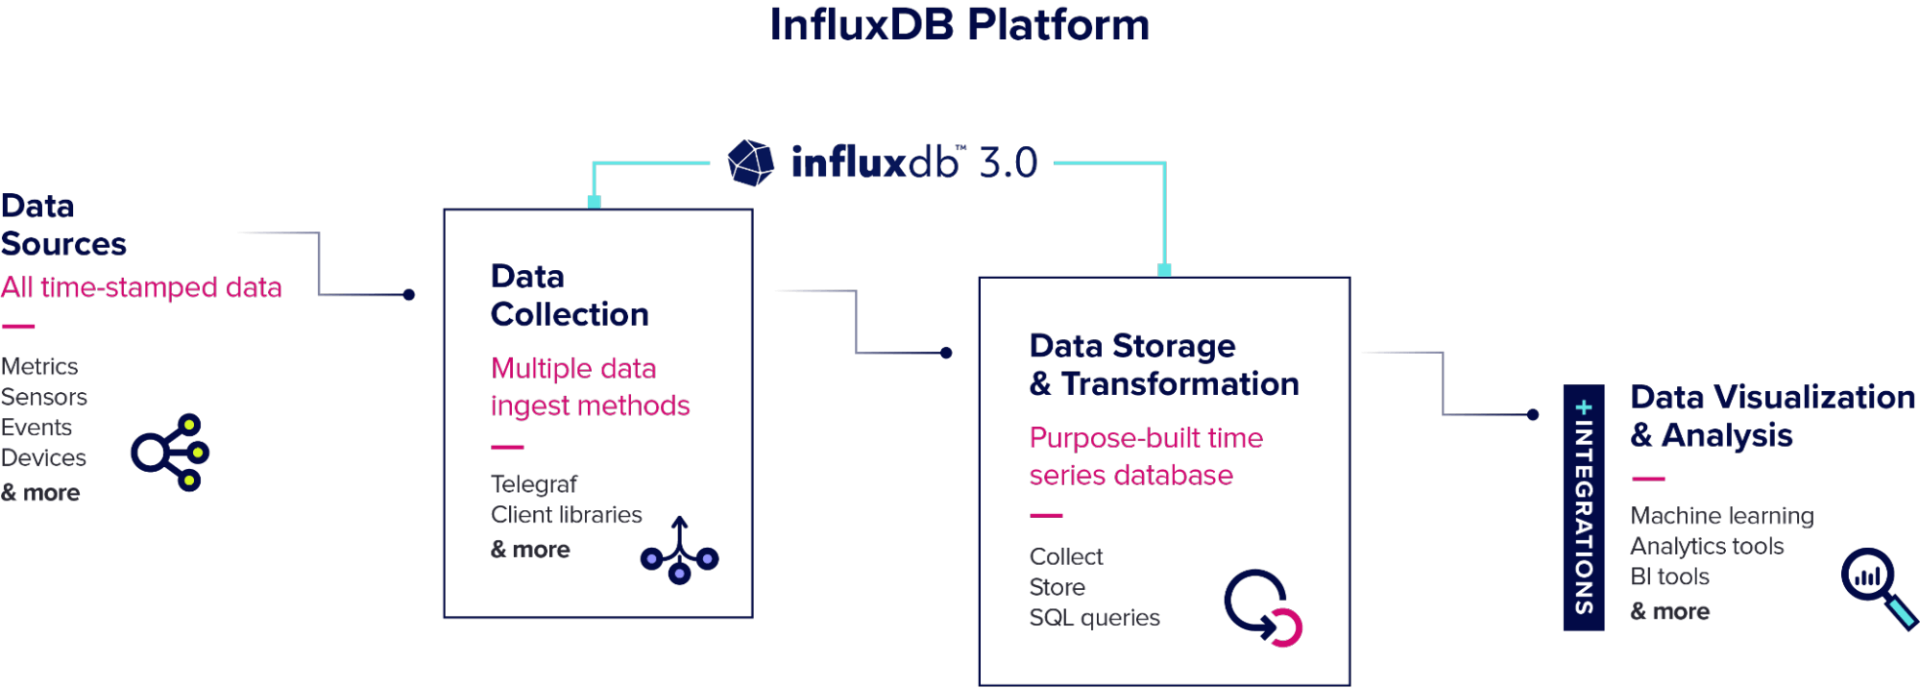 InfluxDB Platform
influxdb™ 3.0
Data
Sources
All time-stamped data
Metrics
Sensors
Events
Devices
& more
Data
Collection
Multiple data
ingest methods
Telegraf
Client libraries
& more
Data Storage
& Transformation
Purpose-built time
series database
Collect
Store
SQL queries
+INTEGRATIONS
Data Visualization
& Analysis
Machine learning
Analytics tools
BI tools
& more